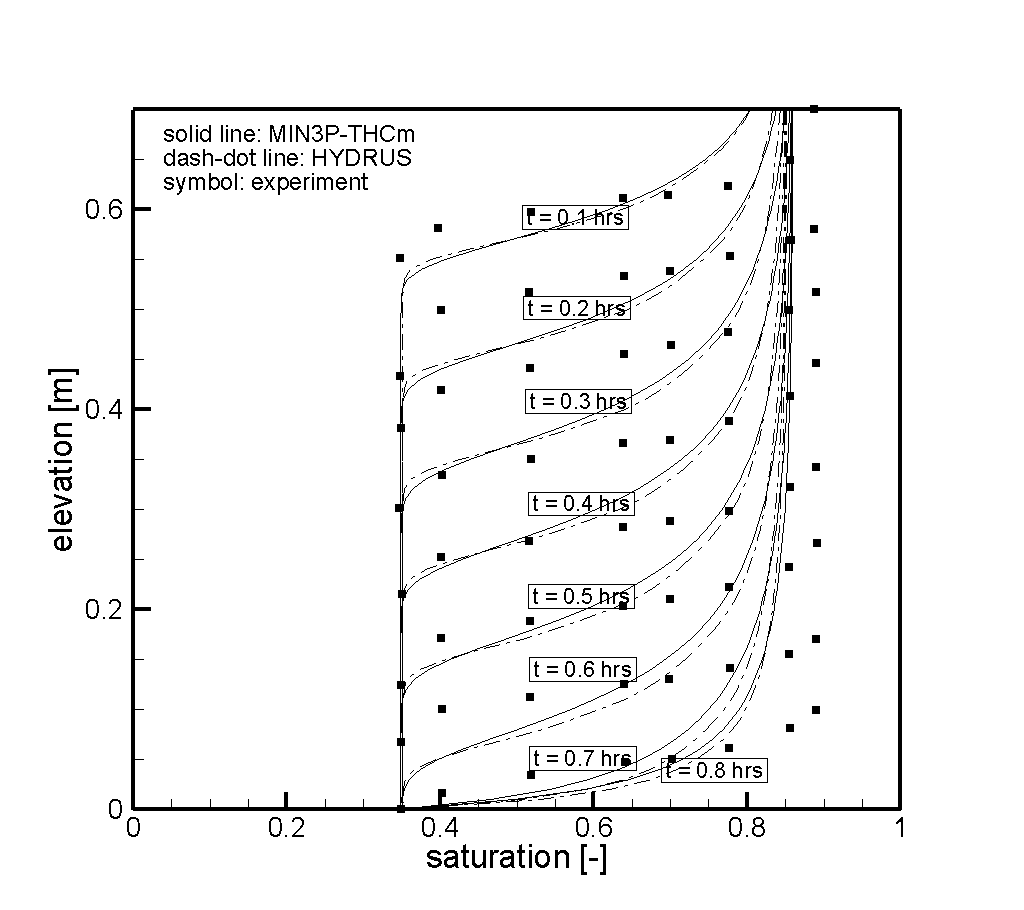 solid line: MIN3P-THCm
dash-dot line: HYDRUS
symbol: experiment
t = 0.1 hrs
t = 0.2 hrs
t = 0.3 hrs
t = 0.4 hrs
t = 0.5 hrs
t = 0.6 hrs
t = 0.7 hrs
t = 0.8 hrs
elevation [m]
0.6
0.4
0.2
0
0 0.2 0.4 0.6 0.8 1
saturation [-]